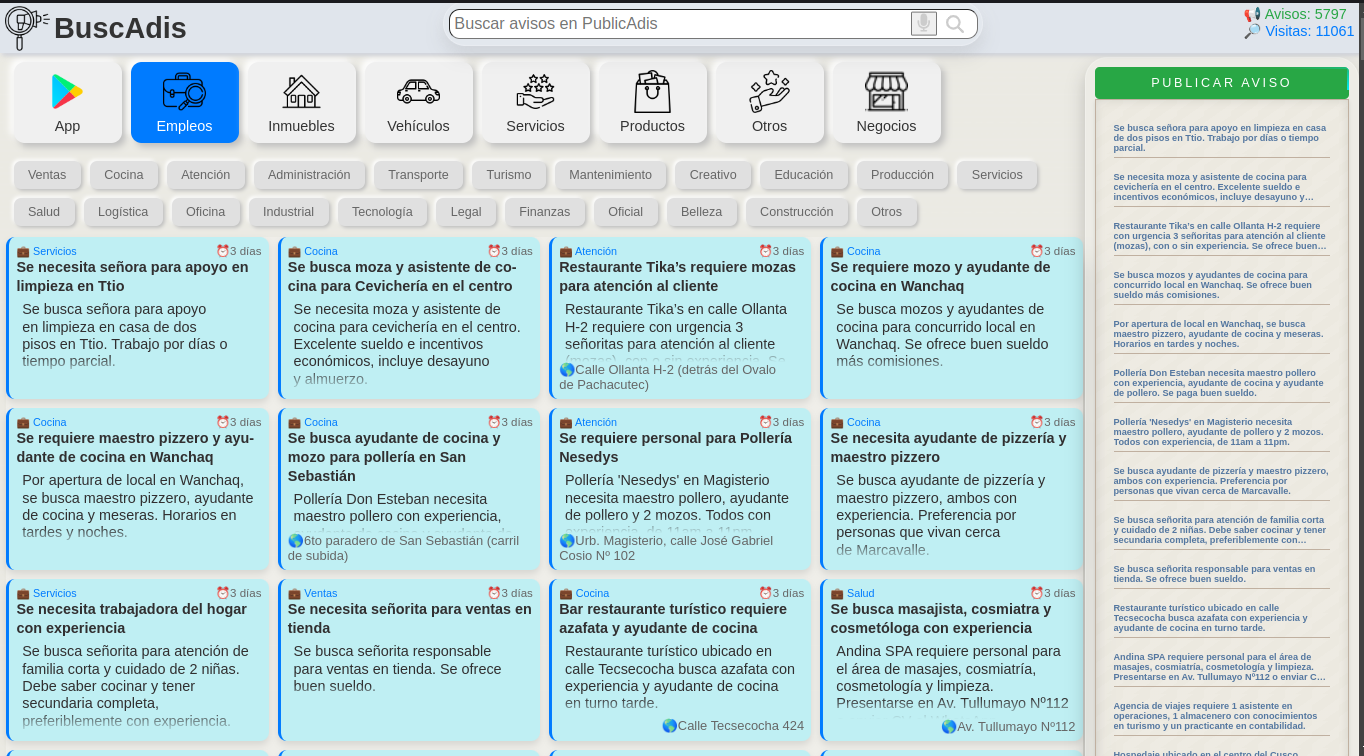 BuscAdis
Buscar avisos en PublicAdis
📢 Avisos: 5797
🔎 Visitas: 11061
App
Empleos
Inmuebles
Vehículos
Servicios
Productos
Otros
Negocios
Ventas
Cocina
Atención
Administración
Transporte
Turismo
Mantenimiento
Creativo
Educación
Producción
Servicios
Salud
Logística
Oficina
Industrial
Tecnología
Legal
Finanzas
Oficial
Belleza
Construcción
Otros
💼 Servicios ⏰3 días
Se necesita señora para apoyo en
limpieza en Ttio
Se busca señora para apoyo
en limpieza en casa de dos
pisos en Ttio. Trabajo por días o
tiempo parcial.
💼 Cocina ⏰3 días
Se busca moza y asistente de co-
cina para Cevichería en el centro
Se necesita moza y asistente de
cocina para cevichería en el centro.
Excelente sueldo e incentivos
económicos, incluye desayuno
y almuerzo.
💼 Atención ⏰3 días
Restaurante Tika’s requiere mozas
para atención al cliente
Restaurante Tika’s en calle Ollanta
H-2 requiere con urgencia 3
señoritas para atención al cliente
(mozas), con o sin experiencia. Se
🌎Calle Ollanta H-2 (detrás del Ovalo
de Pachacutec)
💼 Cocina ⏰3 días
Se requiere mozo y ayudante de
cocina en Wanchaq
Se busca mozos y ayudantes de
cocina para concurrido local en
Wanchaq. Se ofrece buen sueldo
más comisiones.
💼 Cocina ⏰3 días
Se requiere maestro pizzero y ayu-
dante de cocina en Wanchaq
Por apertura de local en Wanchaq,
se busca maestro pizzero, ayudante
de cocina y meseras. Horarios en
tardes y noches.
💼 Cocina ⏰3 días
Se busca ayudante de cocina y
mozo para pollería en San
Sebastián
Pollería Don Esteban necesita
maestro pollero con experiencia,
ayudante de cocina y ayudante de
🌎6to paradero de San Sebastián (carril
de subida)
💼 Atención ⏰3 días
Se requiere personal para Pollería
Nesedys
Pollería 'Nesedys' en Magisterio
necesita maestro pollero, ayudante
de pollero y 2 mozos. Todos con
experiencia, de 11am a 11pm.
🌎Urb. Magisterio, calle José Gabriel
Cosio Nº 102
💼 Cocina ⏰3 días
Se necesita ayudante de pizzería y
maestro pizzero
Se busca ayudante de pizzería y
maestro pizzero, ambos con
experiencia. Preferencia por
personas que vivan cerca
de Marcavalle.
💼 Servicios ⏰3 días
Se necesita trabajadora del hogar
con experiencia
Se busca señorita para atención de
familia corta y cuidado de 2 niñas.
Debe saber cocinar y tener
secundaria completa,
preferiblemente con experiencia.
💼 Ventas ⏰3 días
Se necesita señorita para ventas en
tienda
Se busca señorita responsable
para ventas en tienda. Se ofrece
buen sueldo.
💼 Cocina ⏰3 días
Bar restaurante turístico requiere
azafata y ayudante de cocina
Restaurante turístico ubicado en
calle Tecsecocha busca azafata con
experiencia y ayudante de cocina
en turno tarde.
🌎Calle Tecsecocha 424
💼 Salud ⏰3 días
Se busca masajista, cosmiatra y
cosmetóloga con experiencia
Andina SPA requiere personal para
el área de masajes, cosmiatría,
cosmetología y limpieza.
Presentarse en Av. Tullumayo Nº112
🌎Av. Tullumayo Nº112
PUBLICAR AVISO
Se busca señora para apoyo en limpieza en casa
de dos pisos en Ttio. Trabajo por días o tiempo
parcial.
Se necesita moza y asistente de cocina para
cevichería en el centro. Excelente sueldo e
incentivos económicos, incluye desayuno y…
Restaurante Tika’s en calle Ollanta H-2 requiere
con urgencia 3 señoritas para atención al cliente
(mozas), con o sin experiencia. Se ofrece buen…
Se busca mozos y ayudantes de cocina para
concurrido local en Wanchaq. Se ofrece buen
sueldo más comisiones.
Por apertura de local en Wanchaq, se busca
maestro pizzero, ayudante de cocina y meseras.
Horarios en tardes y noches.
Pollería Don Esteban necesita maestro pollero
con experiencia, ayudante de cocina y ayudante
de pollero. Se paga buen sueldo.
Pollería 'Nesedys' en Magisterio necesita
maestro pollero, ayudante de pollero y 2 mozos.
Todos con experiencia, de 11am a 11pm.
Se busca ayudante de pizzería y maestro pizzero,
ambos con experiencia. Preferencia por
personas que vivan cerca de Marcavalle.
Se busca señorita para atención de familia corta
y cuidado de 2 niñas. Debe saber cocinar y tener
secundaria completa, preferiblemente con…
Se busca señorita responsable para ventas en
tienda. Se ofrece buen sueldo.
Restaurante turístico ubicado en calle
Tecsecocha busca azafata con experiencia y
ayudante de cocina en turno tarde.
Andina SPA requiere personal para el área de
masajes, cosmiatría, cosmetología y limpieza.
Presentarse en Av. Tullumayo Nº112 o enviar C…
Agencia de viajes requiere 1 asistente en
operaciones, 1 almacenero con conocimientos
en turismo y un practicante en contabilidad.
Hospedaje ubicado en el centro del Cusco